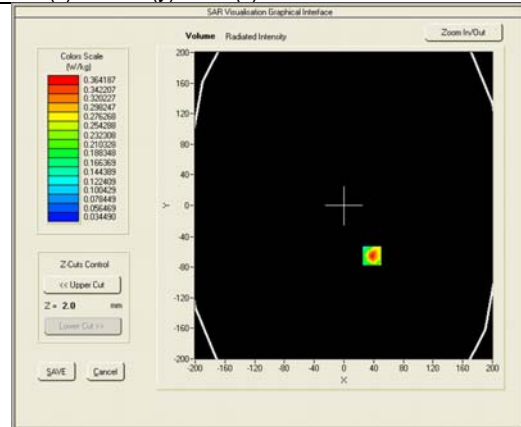 SAR Visualisation Graphical Interface
Volume Radiated Intensity
Zoom In/Out
Colors Scale
(W/kg)
0.364187
0.342207
0.320227
0.298247
0.276268
0.254288
0.232308
0.210328
0.188348
0.166369
0.144389
0.122409
0.100429
0.078449
0.056469
0.034490
200
160
120
80
40
0
-40
-80
-120
-160
-200
Y
-200 -160 -120 -80 -40 0 40 80 120 160 200
X
Z-Cuts Control
<< Upper Cut
Z = 2.0 mm
Lower Cut >>
SAVE Cancel